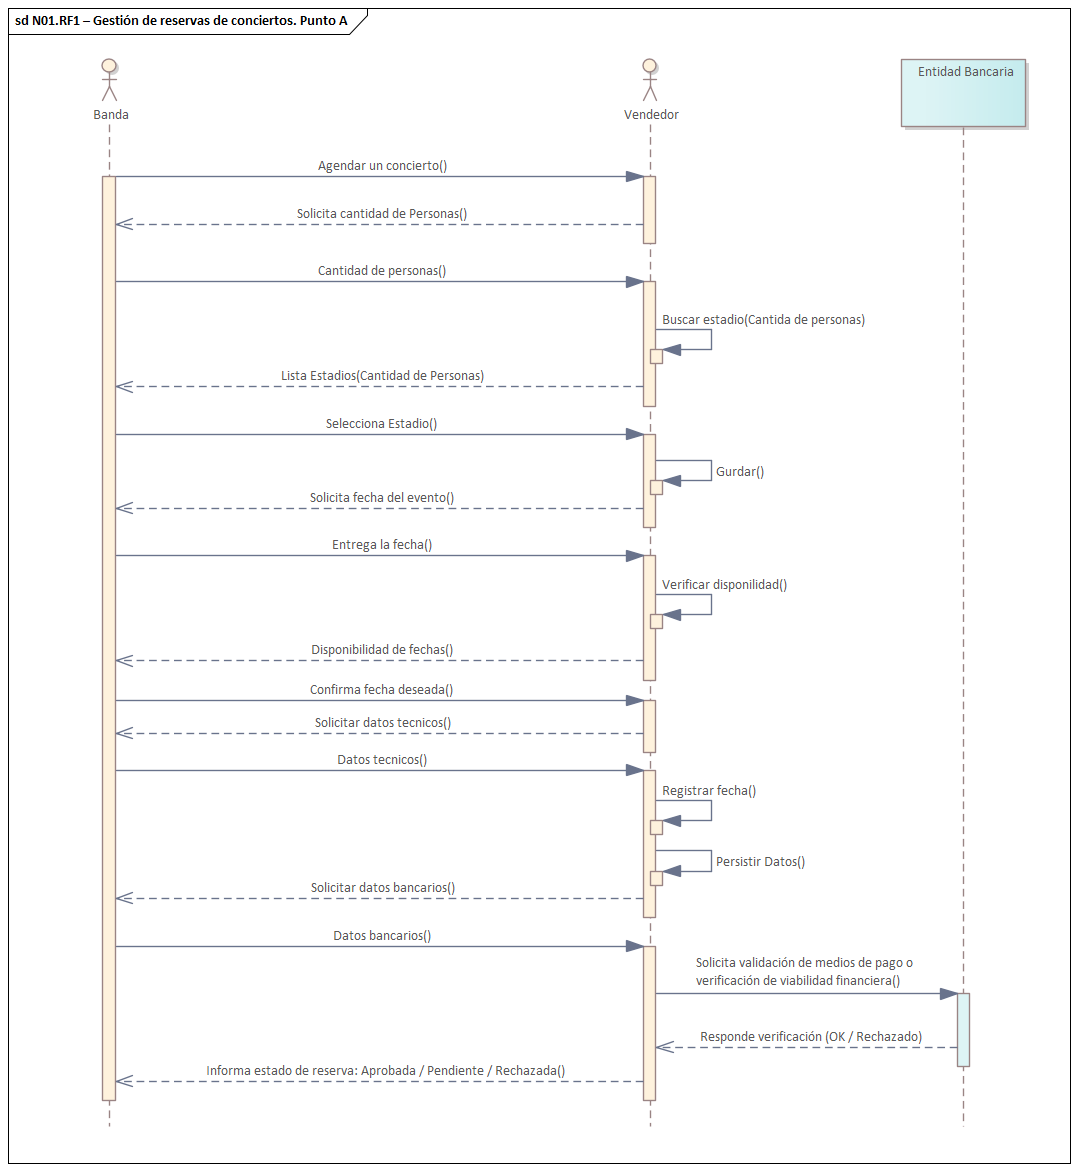 sd N01.RF1 – Gestión de reservas de conciertos. Punto A
Banda
Vendedor
Entidad Bancaria
Agendar un concierto()
Solicita cantidad de Personas()
Cantidad de personas()
Buscar estadio(Cantida de personas)
Lista Estadios(Cantidad de Personas)
Selecciona Estadio()
Gurdar()
Solicita fecha del evento()
Entrega la fecha()
Verificar disponilidad()
Disponibilidad de fechas()
Confirma fecha deseada()
Solicitar datos tecnicos()
Datos tecnicos()
Registrar fecha()
Persistir Datos()
Solicitar datos bancarios()
Datos bancarios()
Solicita validación de medios de pago o
verificación de viabilidad financiera()
Responde verificación (OK / Rechazado)
Informa estado de reserva: Aprobada / Pendiente / Rechazada()